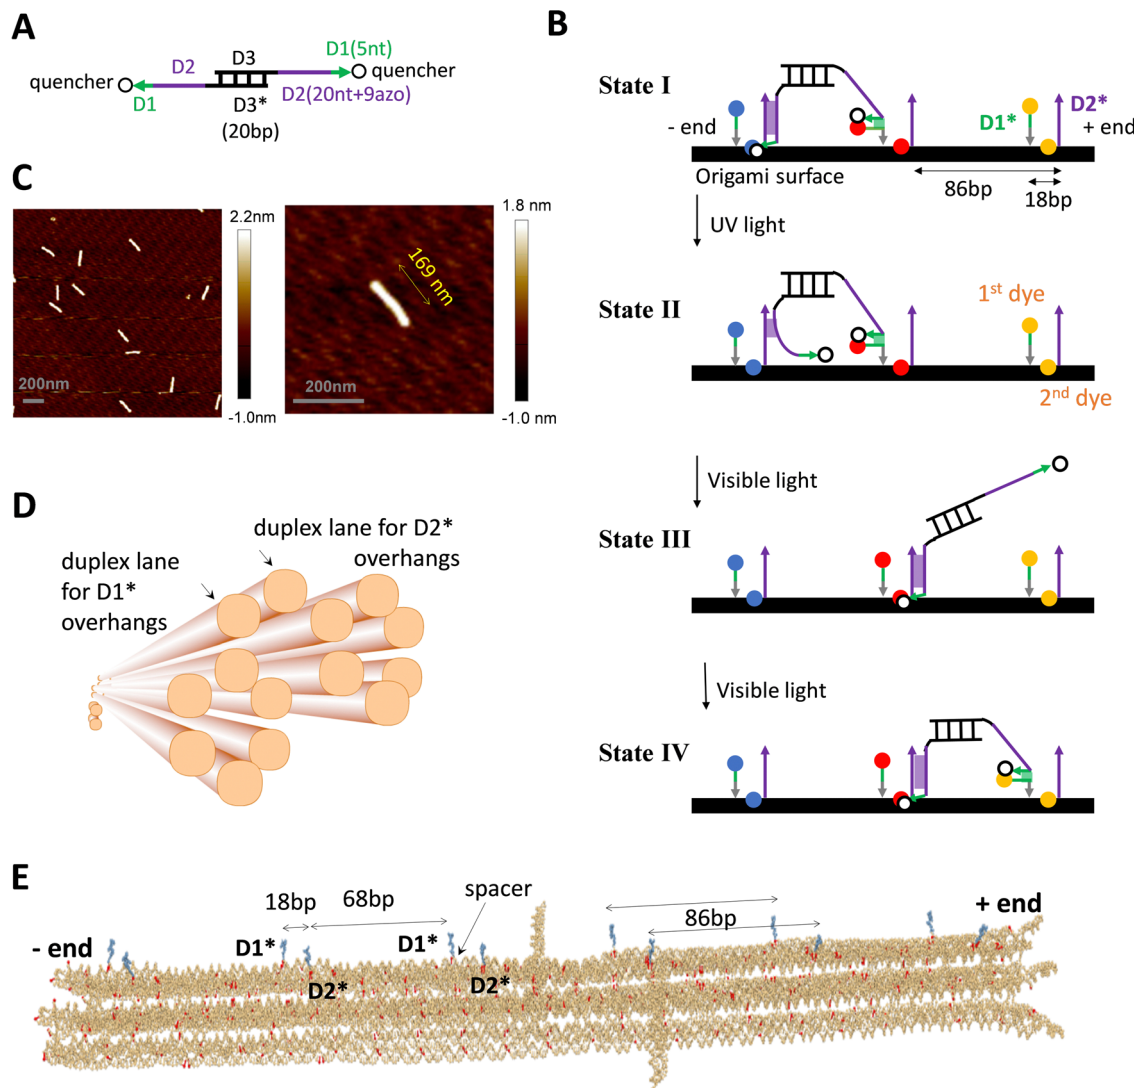 A
quencher
D2
D3
D1(5nt)
quencher
D1
D3*
(20bp)
D2(20nt+9azo)
B
State I
- end
D1*
D2*
+ end
Origami surface
86bp
18bp
UV light
State II
1st dye
2nd dye
Visible light
State III
Visible light
State IV
C
2.2nm
-1.0nm
200nm
169 nm
200nm
1.8 nm
-1.0 nm
D
duplex lane for D2*
overhangs
duplex lane
for D1*
overhangs
E
- end
18bp
68bp
spacer
D1*
D2*
D1*
D2*
86bp
+ end